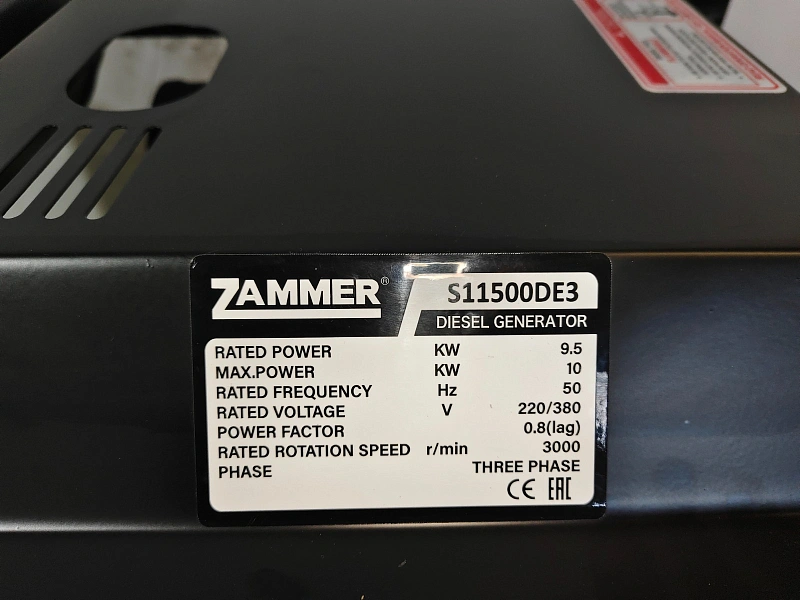 ZAMMER®
S11500DE3
DIESEL GENERATOR
RATED POWER KW 9.5
MAX.POWER KW 10
RATED FREQUENCY Hz 50
RATED VOLTAGE V 220/380
POWER FACTOR 0.8(lag)
RATED ROTATION SPEED r/min 3000
PHASE THREE PHASE
CE EAC